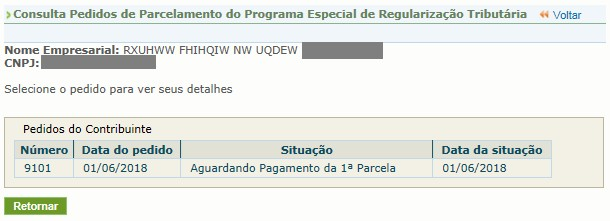 Consulta Pedidos de Parcelamento do Programa Especial de Regularização Tributária Voltar
Nome Empresarial: RXUHWW FHIHQIW NW UQDEW
CNPJ:
Selecione o pedido para ver seus detalhes
Pedidos do Contribuinte
Número Data do pedido Situação Data da situação
9101 01/06/2018 Aguardando Pagamento da 1ª Parcela 01/06/2018
Retornar